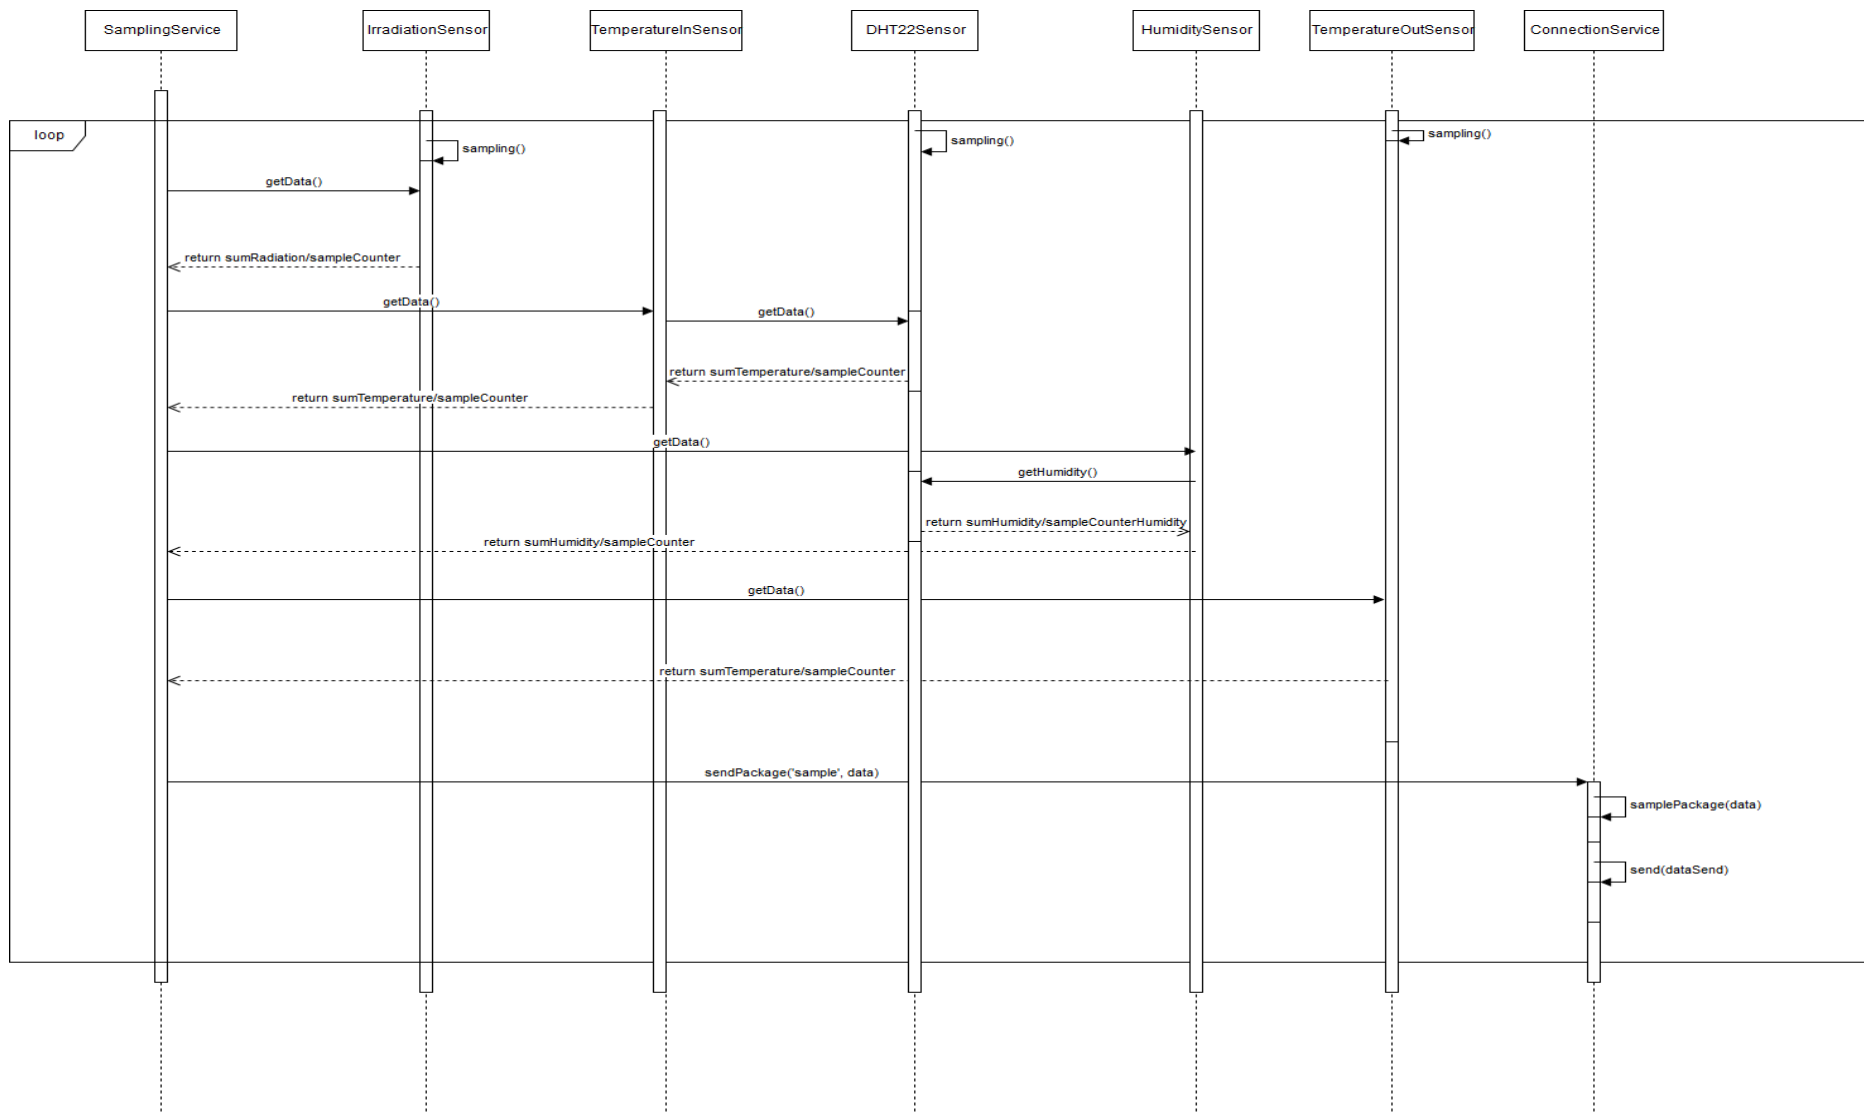 SamplingService
IrradiationSensor
TemperatureInSensor
DHT22Sensor
HumiditySensor
TemperatureOutSensor
ConnectionService
loop
sampling()
sampling()
sampling()
getData()
return sumRadiation/sampleCounter
getData()
getData()
return sumTemperature/sampleCounter
return sumTemperature/sampleCounter
getData()
getHumidity()
return sumHumidity/sampleCounterHumidity
return sumHumidity/sampleCounter
getData()
return sumTemperature/sampleCounter
sendPackage('sample', data)
samplePackage(data)
send(dataSend)